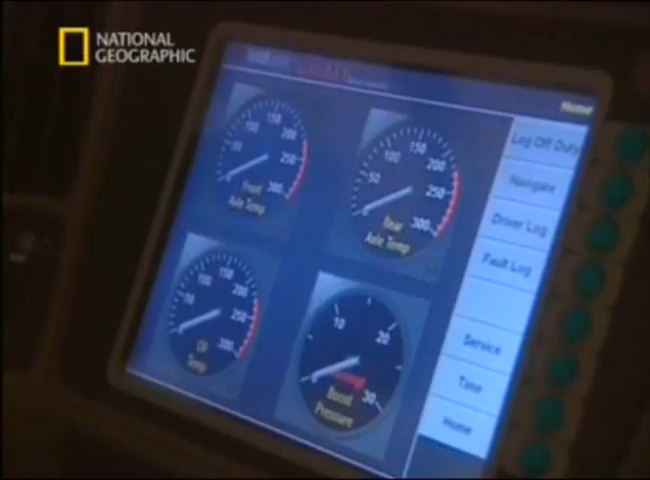 NATIONAL
GEOGRAPHIC
Home
50
100
150
200
250
300
Front
Axle Temp
50
100
150
200
250
300
Rear
Axle Temp
50
100
150
200
250
300
Oil
Temp
10
20
30
Boost
Pressure
Log Off Duty
Navigate
Driver Log
Fault Log
Service
Time
Home